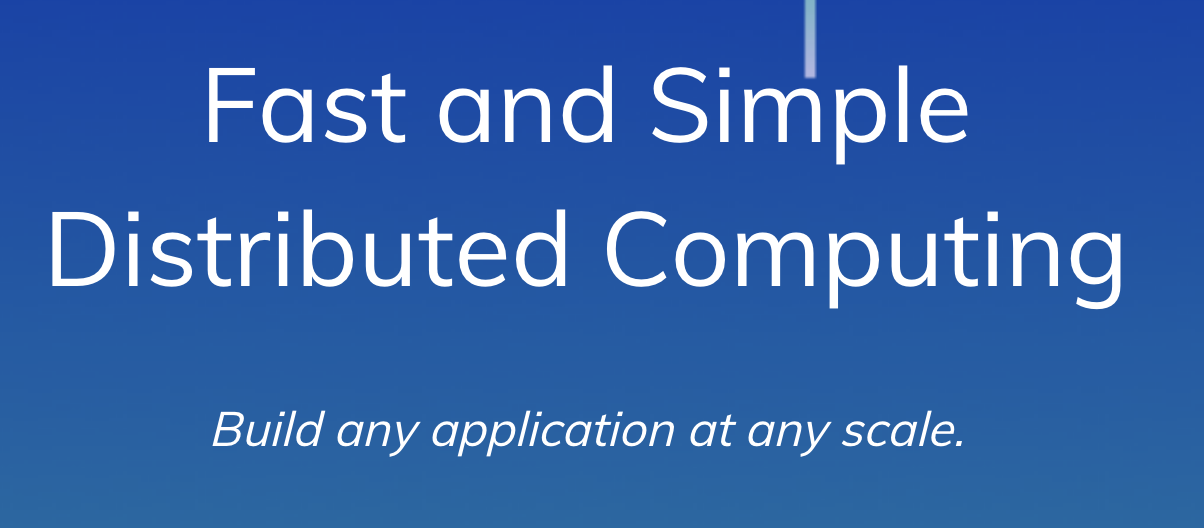 Fast and Simple
Distributed Computing
Build any application at any scale.